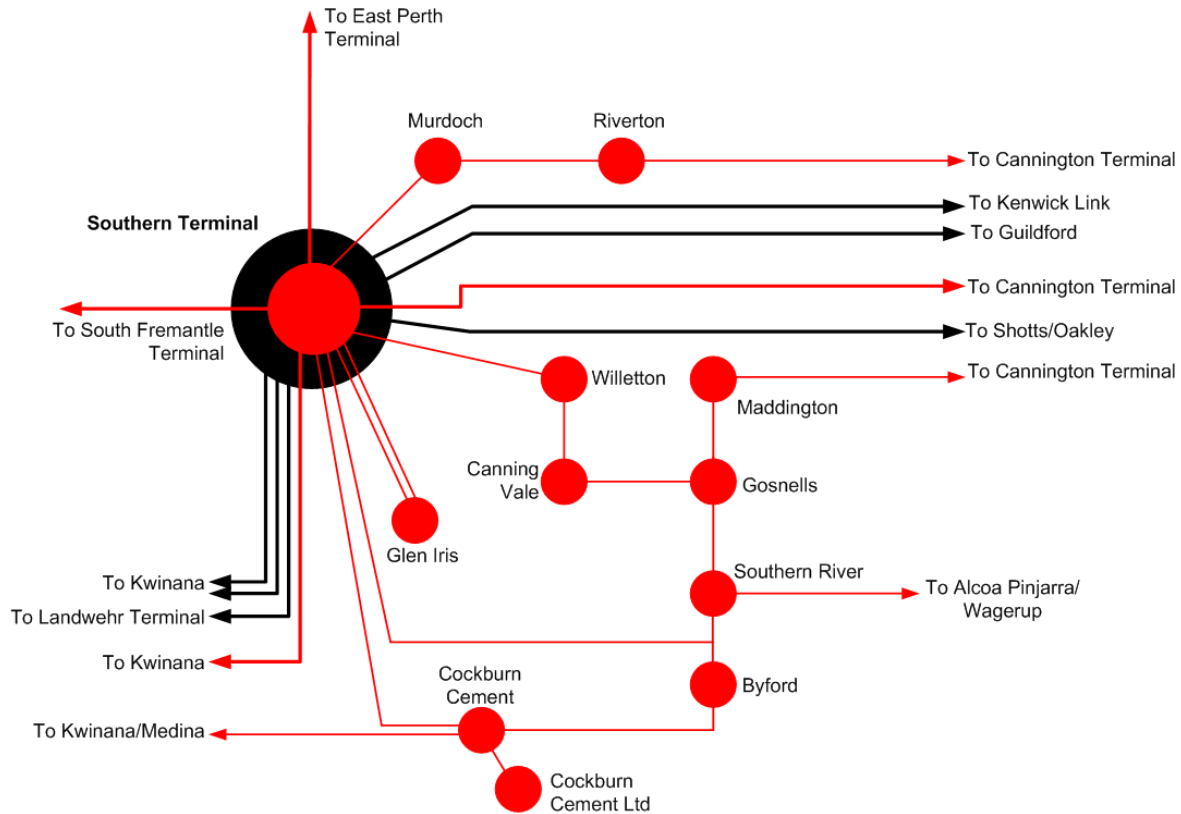 To East Perth
Terminal
Murdoch
Riverton
To Cannington Terminal
To Kenwick Link
Southern Terminal
To Guildford
To Cannington Terminal
To South Fremantle
Terminal
To Shotts/Oakley
Willetton
To Cannington Terminal
Maddington
Canning
Vale
Gosnells
Glen Iris
Southern River
To Kwinana
To Alcoa Pinjarra/
Wagerup
To Landwehr Terminal
To Kwinana
Cockburn
Cement
Byford
To Kwinana/Medina
Cockburn
Cement Ltd